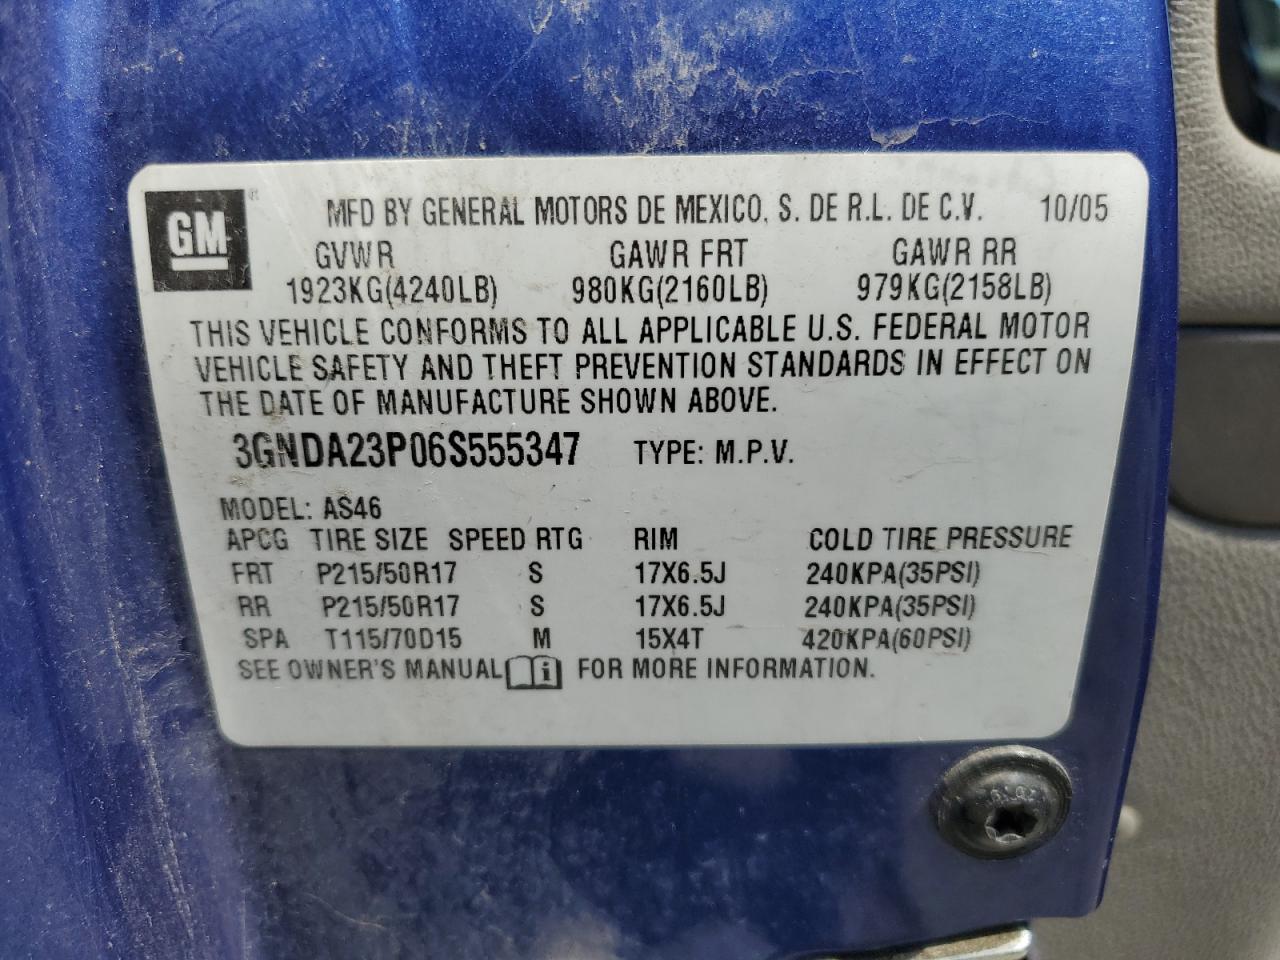 GM
MFD BY GENERAL MOTORS DE MEXICO, S. DE R.L. DE C.V. 10/05
GVWR GAWR FRT GAWR RR
1923KG(4240LB) 980KG(2160LB) 979KG(2158LB)
THIS VEHICLE CONFORMS TO ALL APPLICABLE U.S. FEDERAL MOTOR
VEHICLE SAFETY AND THEFT PREVENTION STANDARDS IN EFFECT ON
THE DATE OF MANUFACTURE SHOWN ABOVE.
3GNDA23P06S555347 TYPE: M.P.V.
MODEL: AS46
APCG TIRE SIZE SPEED RTG RIM COLD TIRE PRESSURE
FRT P215/50R17 S 17X6.5J 240KPA(35PSI)
RR P215/50R17 S 17X6.5J 240KPA(35PSI)
SPA T115/70D15 M 15X4T 420KPA(60PSI)
SEE OWNER'S MANUAL FOR MORE INFORMATION.